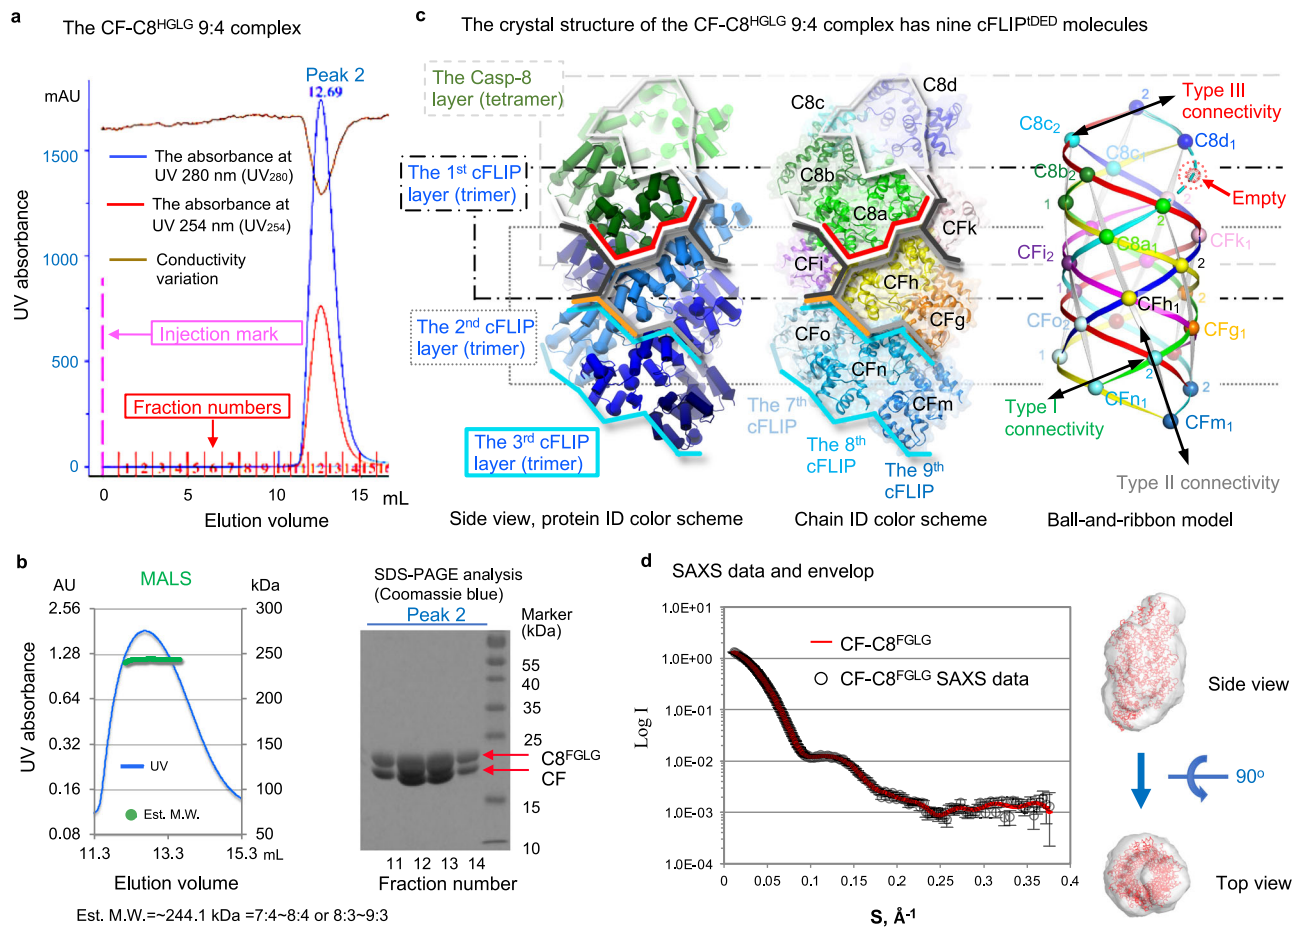 a
The CF-C8HGLG 9:4 complex
Peak 2
12.69
mAU
1500
1000
500
0
UV absorbance
The absorbance at
UV 280 nm (UV280)
The absorbance at
UV 254 nm (UV254)
Conductivity
variation
Injection mark
Fraction numbers
0
5
10
15
mL
Elution volume
c
The crystal structure of the CF-C8HGLG 9:4 complex has nine cFLIPtDED molecules
The Casp-8
layer (tetramer)
The 1st cFLIP
layer (trimer)
The 2nd cFLIP
layer (trimer)
The 3rd cFLIP
layer (trimer)
Side view, protein ID color scheme
C8d
C8c
C8b
C8a
CFk
CFi
CFh
CFg
CFo
CFn
CFm
The 7th
cFLIP
The 8th
cFLIP
The 9th
cFLIP
Chain ID color scheme
2
Type III
connectivity
C8c2
C8d1
C8c1
C8b2
Empty
1
2
2
C8a1
CFk1
CFi2
2
1
2
CFh1
CFo2
CFg1
1
2
2
CFn1
Type I
connectivity
CFm1
Type II connectivity
Ball-and-ribbon model
b
AU
MALS
kDa
2.56
1.28
0.64
0.32
0.16
0.08
UV absorbance
300
250
200
150
100
50
UV
Est. M.W.
11.3
13.3
15.3
mL
Elution volume
Est. M.W.=~244.1 kDa =7:4~8:4 or 8:3~9:3
SDS-PAGE analysis
(Coomassie blue)
Peak 2
Marker
(kDa)
55
40
35
25
C8FGLG
CF
15
10
11 12 13 14
Fraction number
d
SAXS data and envelop
1.0E+01
1.0E+00
1.0E-01
1.0E-02
1.0E-03
1.0E-04
Log I
CF-C8FGLG
CF-C8FGLG SAXS data
0
0.05
0.1
0.15
0.2
0.25
0.3
0.35
0.4
S, Å-1
Side view
90o
Top view